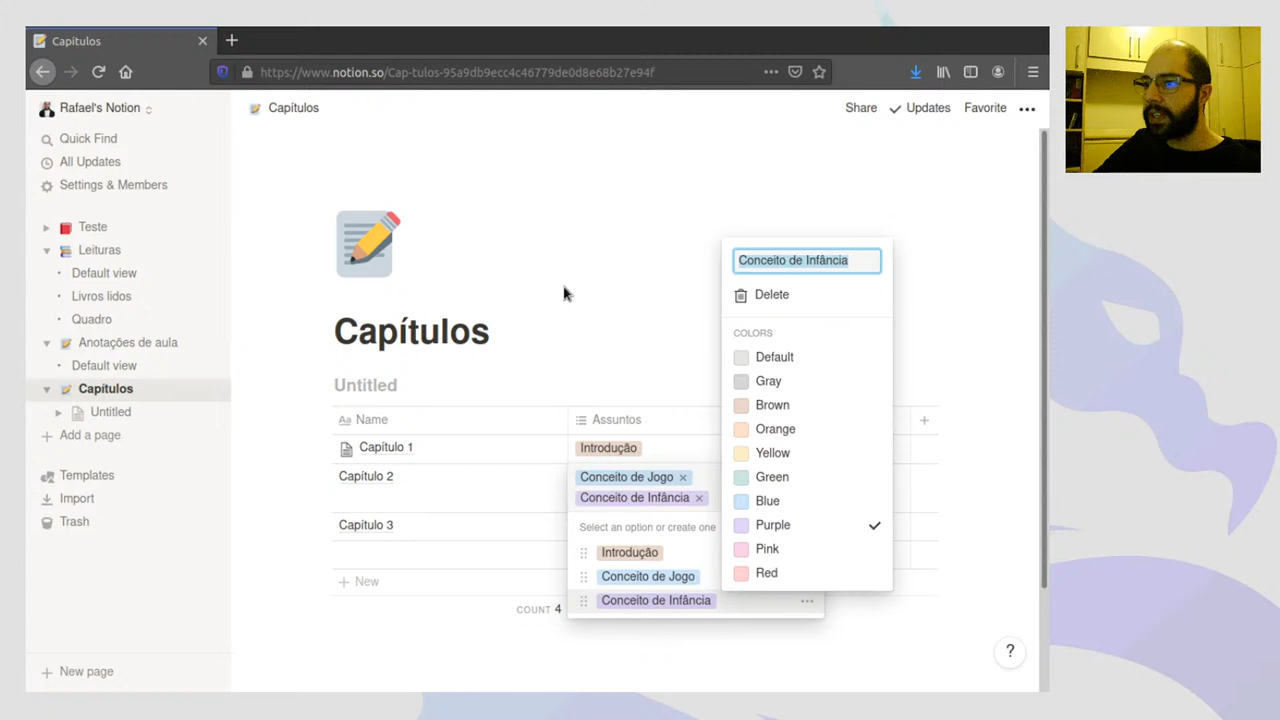 Capítulos
https://www.notion.so/Cap-tulos-95a9db9ecc4c46779de0d8e68b27e94f
Rafael's Notion
Quick Find
All Updates
Settings & Members
Teste
Leituras
Default view
Livros lidos
Quadro
Anotações de aula
Default view
Capítulos
Untitled
Add a page
Templates
Import
Trash
New page
Capítulos
Share
Updates
Favorite
Capítulos
Untitled
Aa Name
Assuntos
Capítulo 1
Introdução
Capítulo 2
Conceito de Jogo
Conceito de Infância
Select an option or create one
Introdução
Conceito de Jogo
Conceito de Infância
Capítulo 3
New
COUNT 4
Conceito de Infância
Delete
COLORS
Default
Gray
Brown
Orange
Yellow
Green
Blue
Purple
Pink
Red
?